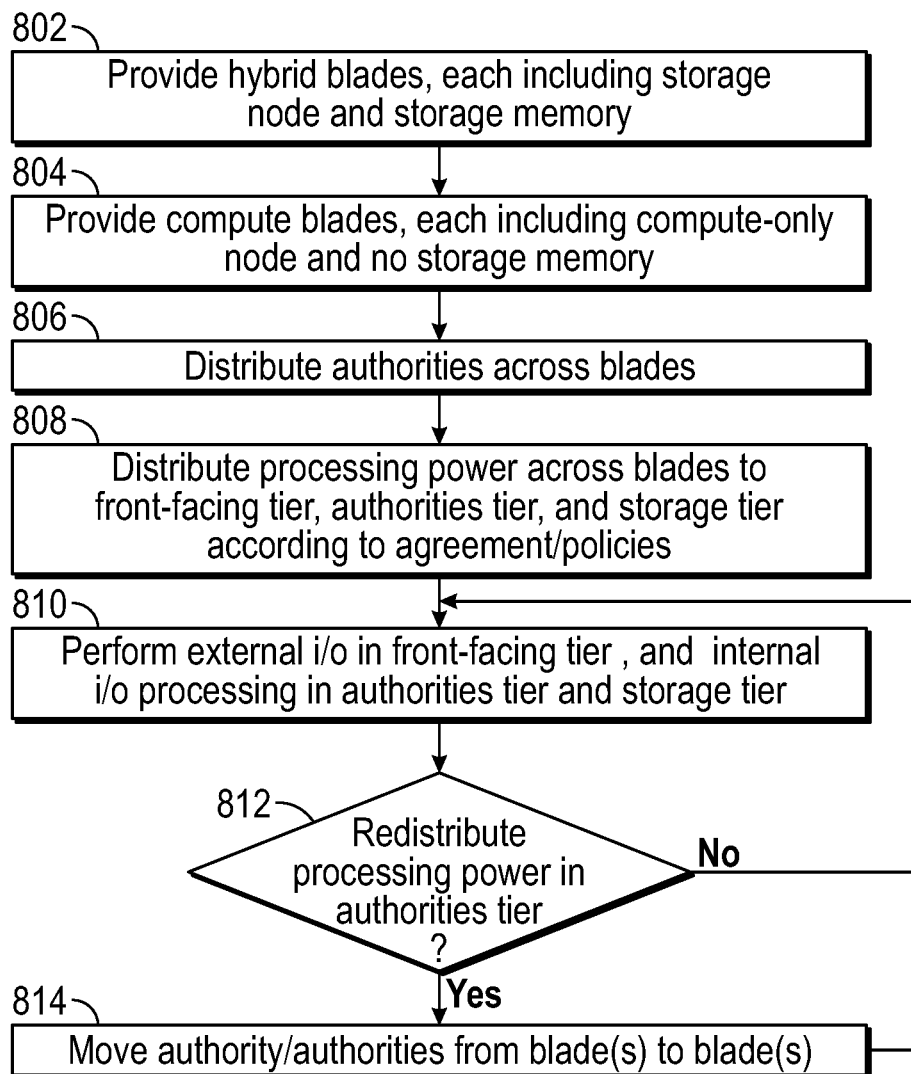 802
Provide hybrid blades, each including storage
node and storage memory
804
Provide compute blades, each including compute-only
node and no storage memory
806
Distribute authorities across blades
808
Distribute processing power across blades to
front-facing tier, authorities tier, and storage tier
according to agreement/policies
810
Perform external i/o in front-facing tier , and internal
i/o processing in authorities tier and storage tier
812
Redistribute
processing power in
authorities tier
?
No
Yes
814
Move authority/authorities from blade(s) to blade(s)